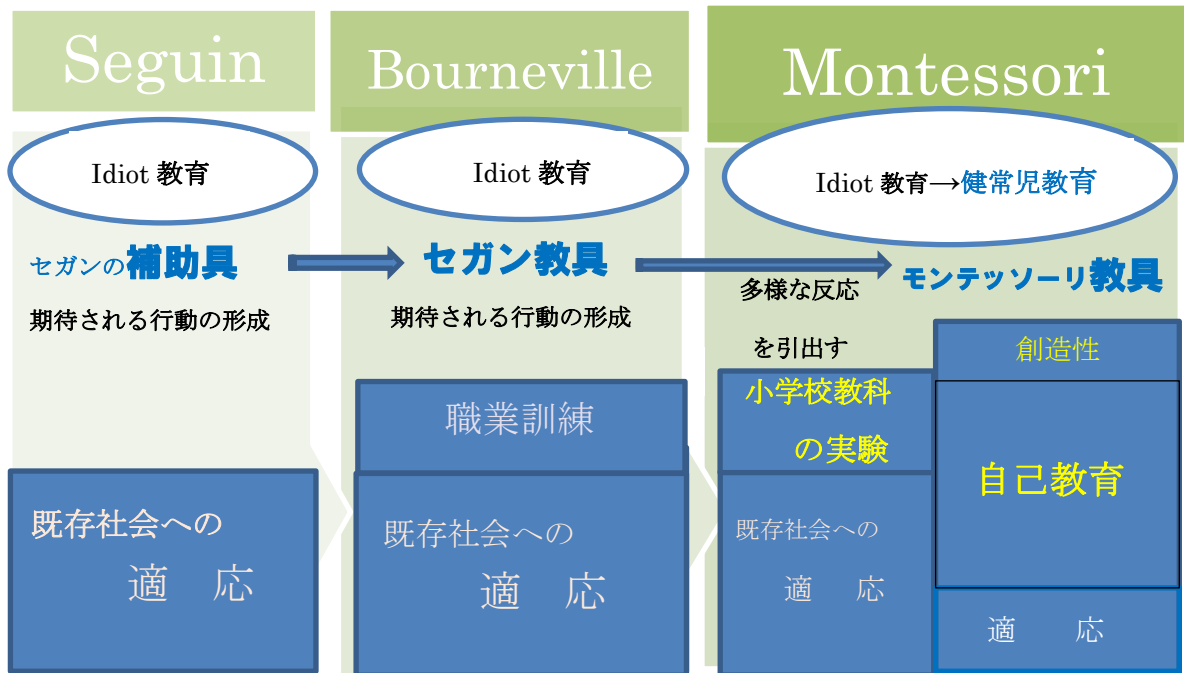 Seguin
Idiot 教育
セガンの補助具
期待される行動の形成
既存社会への
適　応
Bourneville
Idiot 教育
セガン教具
期待される行動の形成
職業訓練
既存社会への
適　応
Montessori
Idiot 教育→健常児教育
多様な反応
を引出す
モンテッソーリ教具
小学校教科
の実験
既存社会への
適　応
創造性
自己教育
適　応